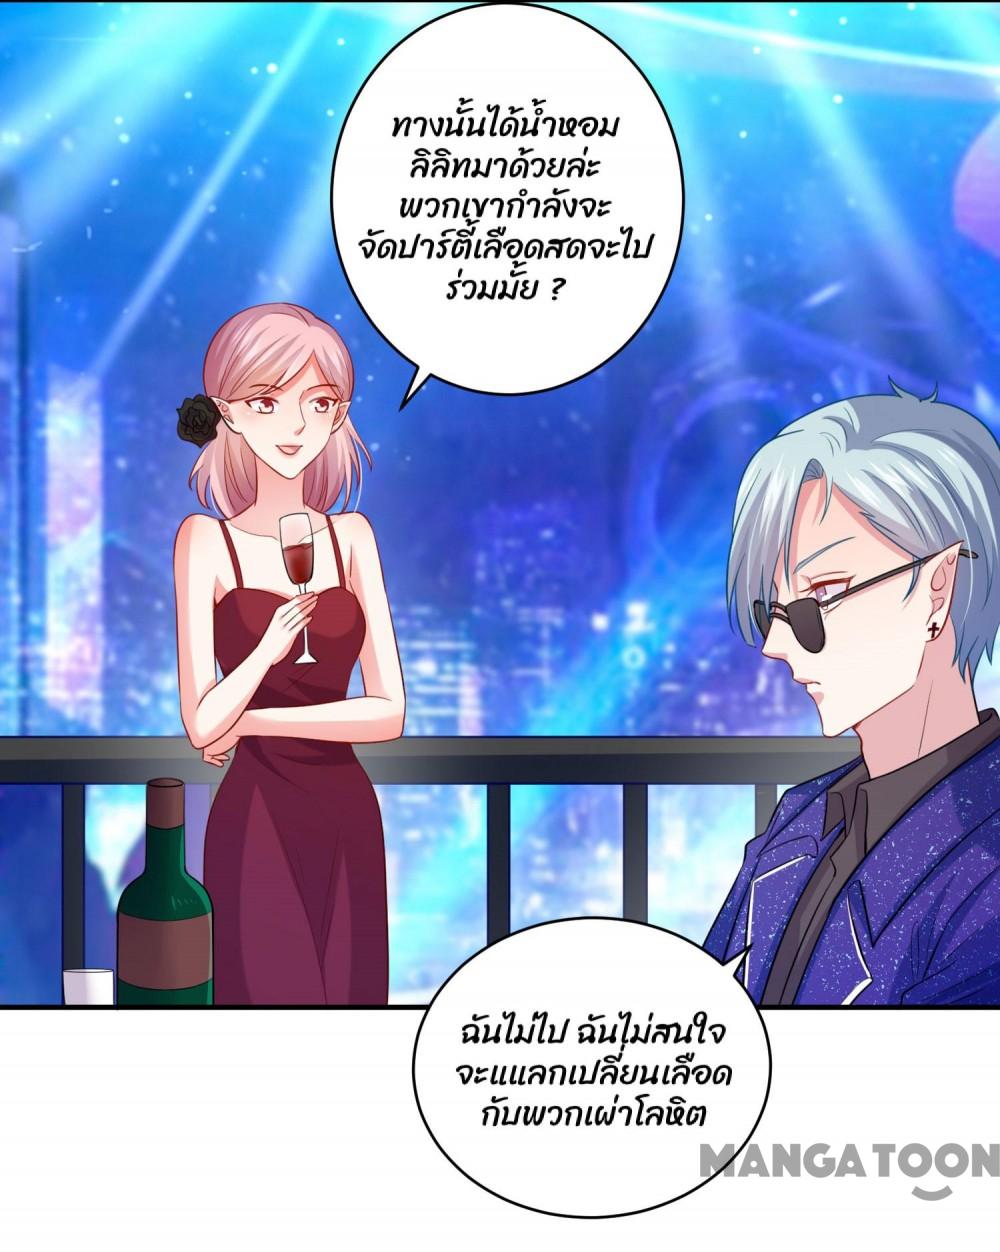 ทางนั้นได้น้ำหอม
ลิลิทมาด้วยล่ะ
พวกเขากำลังจะ
จัดปาร์ตี้เลือดสดจะไป
ร่วมมั้ย ?
ฉันไม่ไป ฉันไม่สนใจ
จะแแลกเปลี่ยนเลือด
กับพวกเผ่าโลหิต
MANGATOON